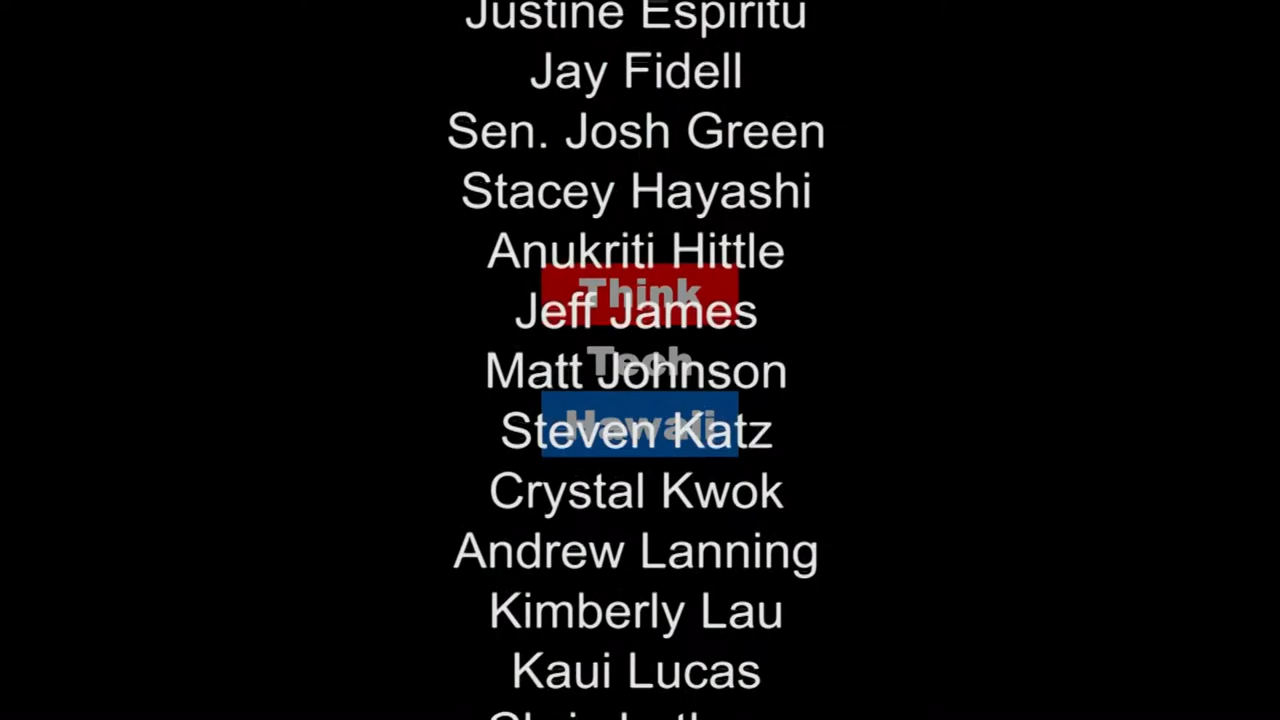 Justine Espiritu
Jay Fidell
Sen. Josh Green
Stacey Hayashi
Anukriti Hittle
Think
Jeff James
Tech
Matt Johnson
Hawaii
Steven Katz
Crystal Kwok
Andrew Lanning
Kimberly Lau
Kaui Lucas